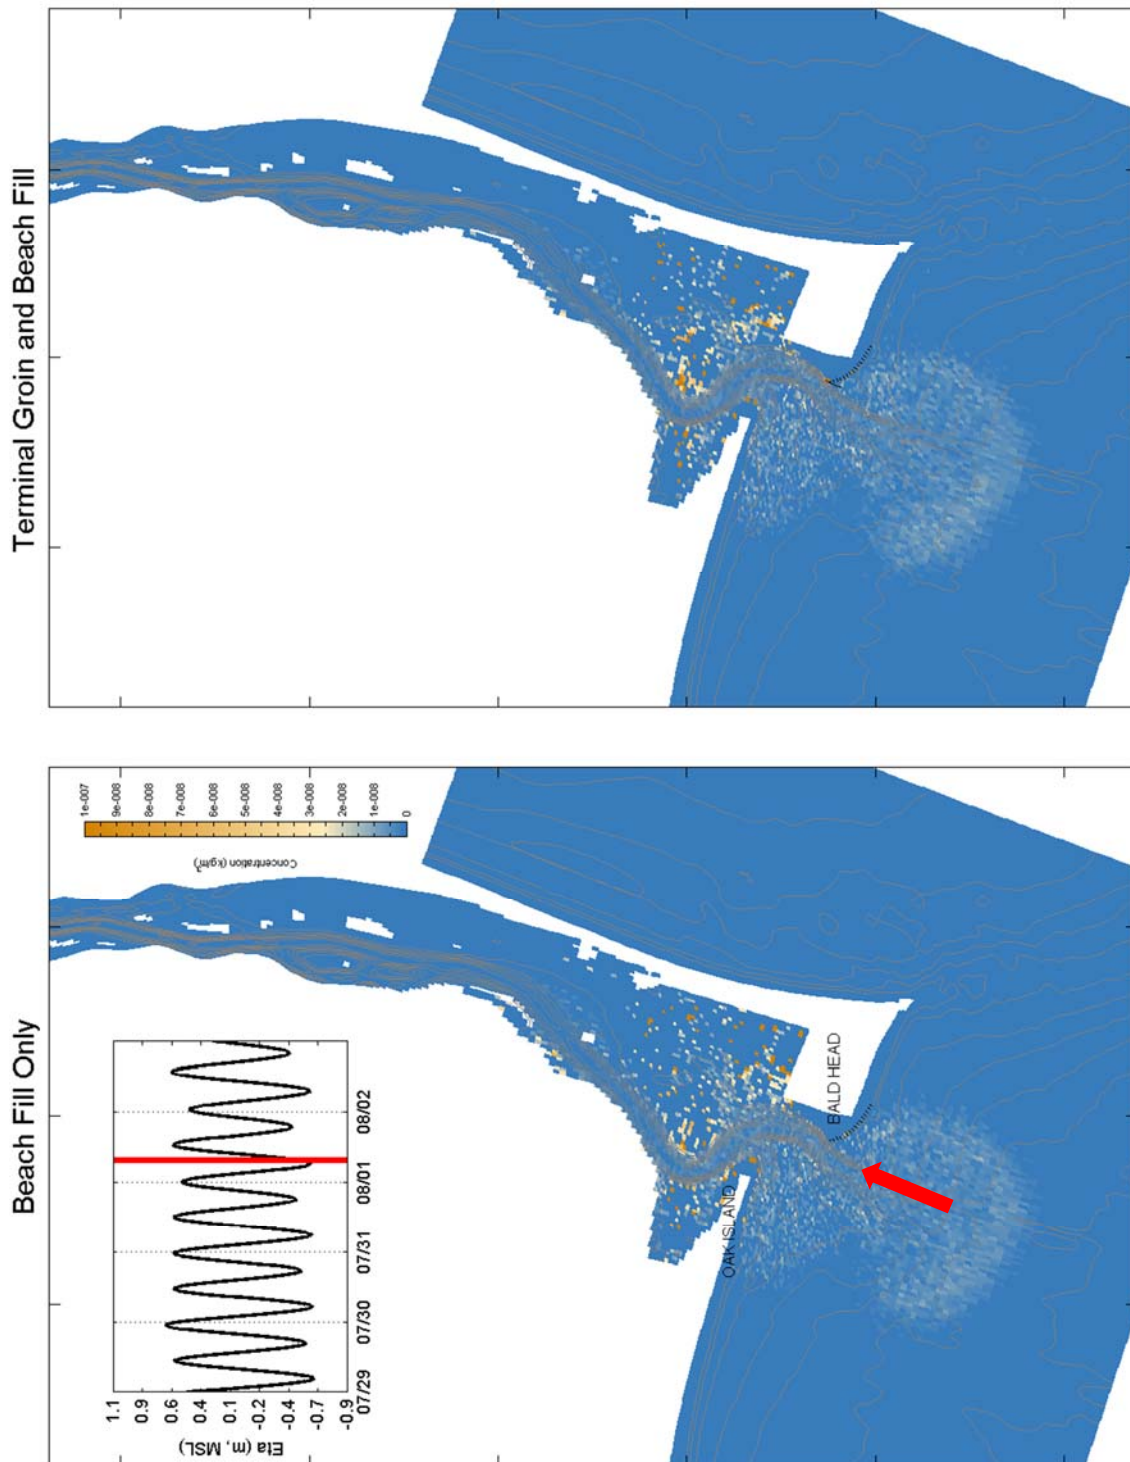 Beach Fill Only
Terminal Groin and Beach Fill
Eta (m, MSL)
1.1
0.9
0.6
0.4
0.1
-0.2
-0.4
-0.7
-0.9
07/29
07/30
07/31
08/01
08/02
Concentration (kg/m³)
1e-007
9e-008
8e-008
7e-008
6e-008
5e-008
4e-008
3e-008
2e-008
1e-008
0
OAK ISLAND
BALD HEAD